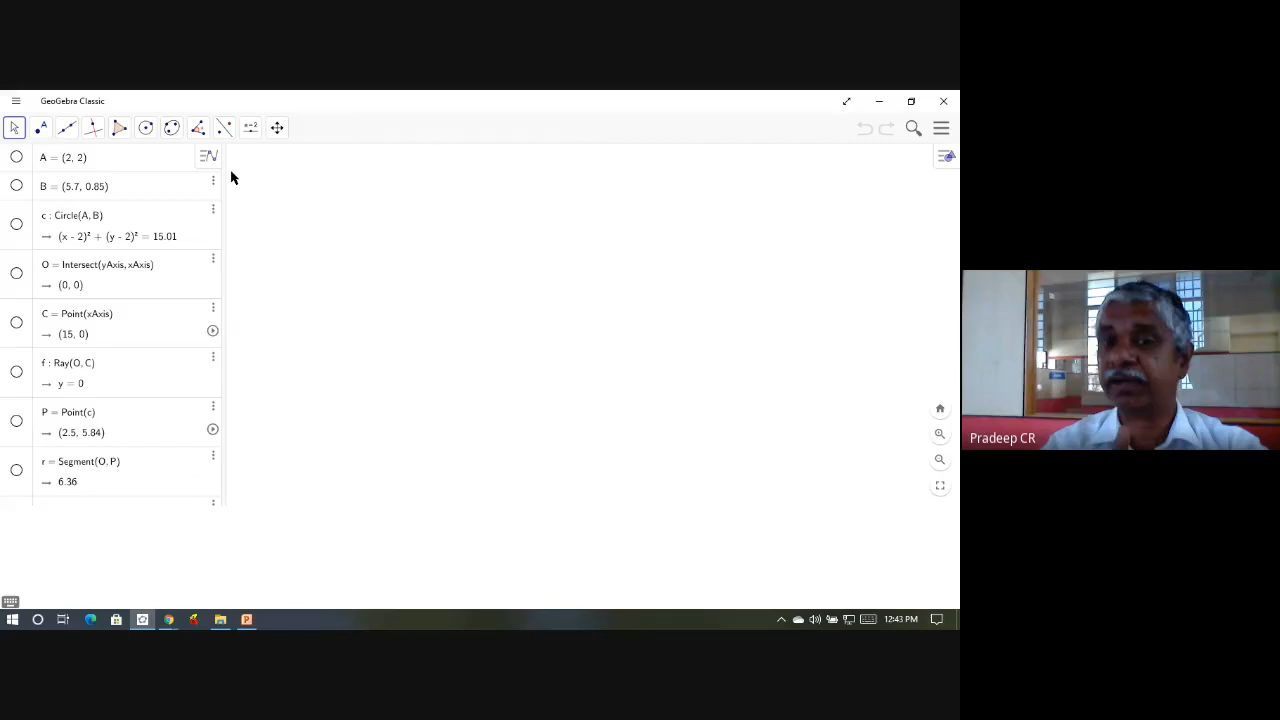 GeoGebra Classic
A
a=2
A = (2, 2)
B = (5.7, 0.85)
c : Circle(A, B)
→ (x - 2)² + (y - 2)² = 15.01
O = Intersect(yAxis, xAxis)
→ (0, 0)
C = Point(xAxis)
→ (15, 0)
f : Ray(O, C)
→ y = 0
P = Point(c)
→ (2.5, 5.84)
r = Segment(O, P)
→ 6.36
Pradeep CR
12:43 PM